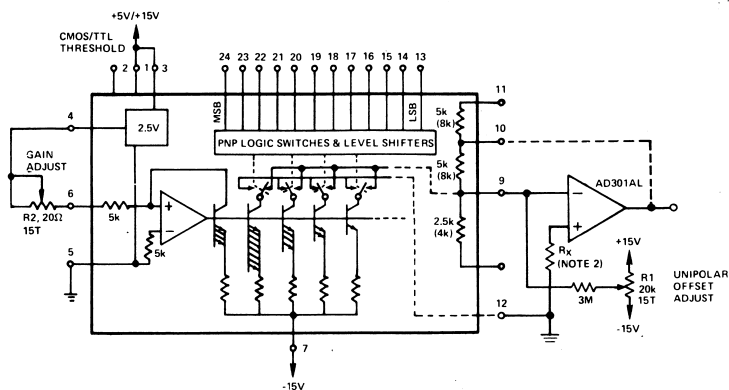 +5V/+15V
CMOS/TTL
THRESHOLD
2 1 3
24 23 22 21 20 19 18 17 16 15 14 13
MSB
LSB
11
4
2.5V
5k
(8k)
PNP LOGIC SWITCHES & LEVEL SHIFTERS
10
GAIN
ADJUST
5k
(8k)
6
5k
+
-
9
AD301AL
-
+
R2, 20Ω
15T
5k
2.5k
(4k)
5
RX
(NOTE 2)
+15V
R1
20k
15T
UNIPOLAR
OFFSET
ADJUST
3M
12
-15V
7
-15V